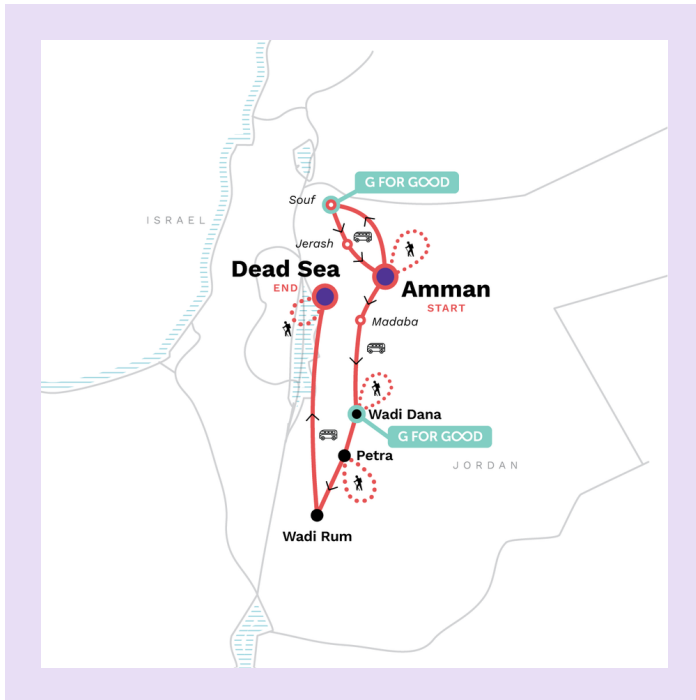 G FOR GOOD
Souf
ISRAEL
Jerash
Dead Sea
END
Amman
START
Madaba
Wadi Dana
G FOR GOOD
Petra
JORDAN
Wadi Rum